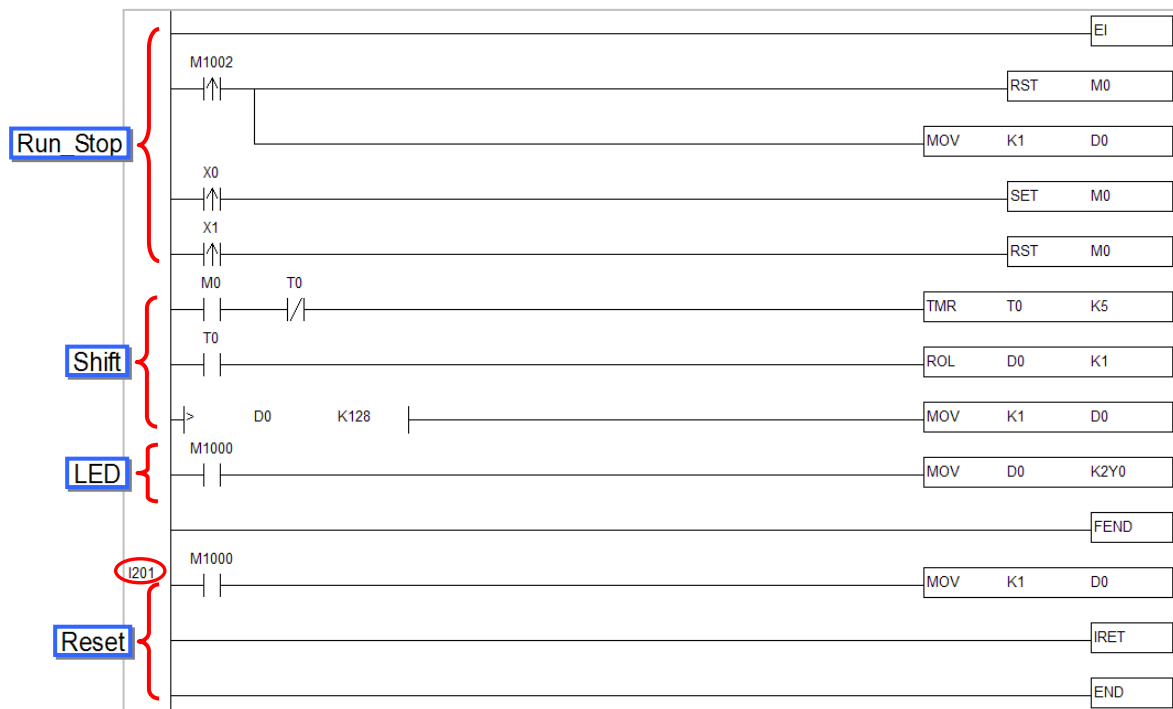 EI
M1002
RST M0
Run_Stop
MOV K1 D0
X0
SET M0
X1
RST M0
M0 T0
TMR T0 K5
T0
Shift
ROL D0 K1
> D0 K128
MOV K1 D0
M1000
LED
MOV D0 K2Y0
FEND
M1000
I201
MOV K1 D0
Reset
IRET
END